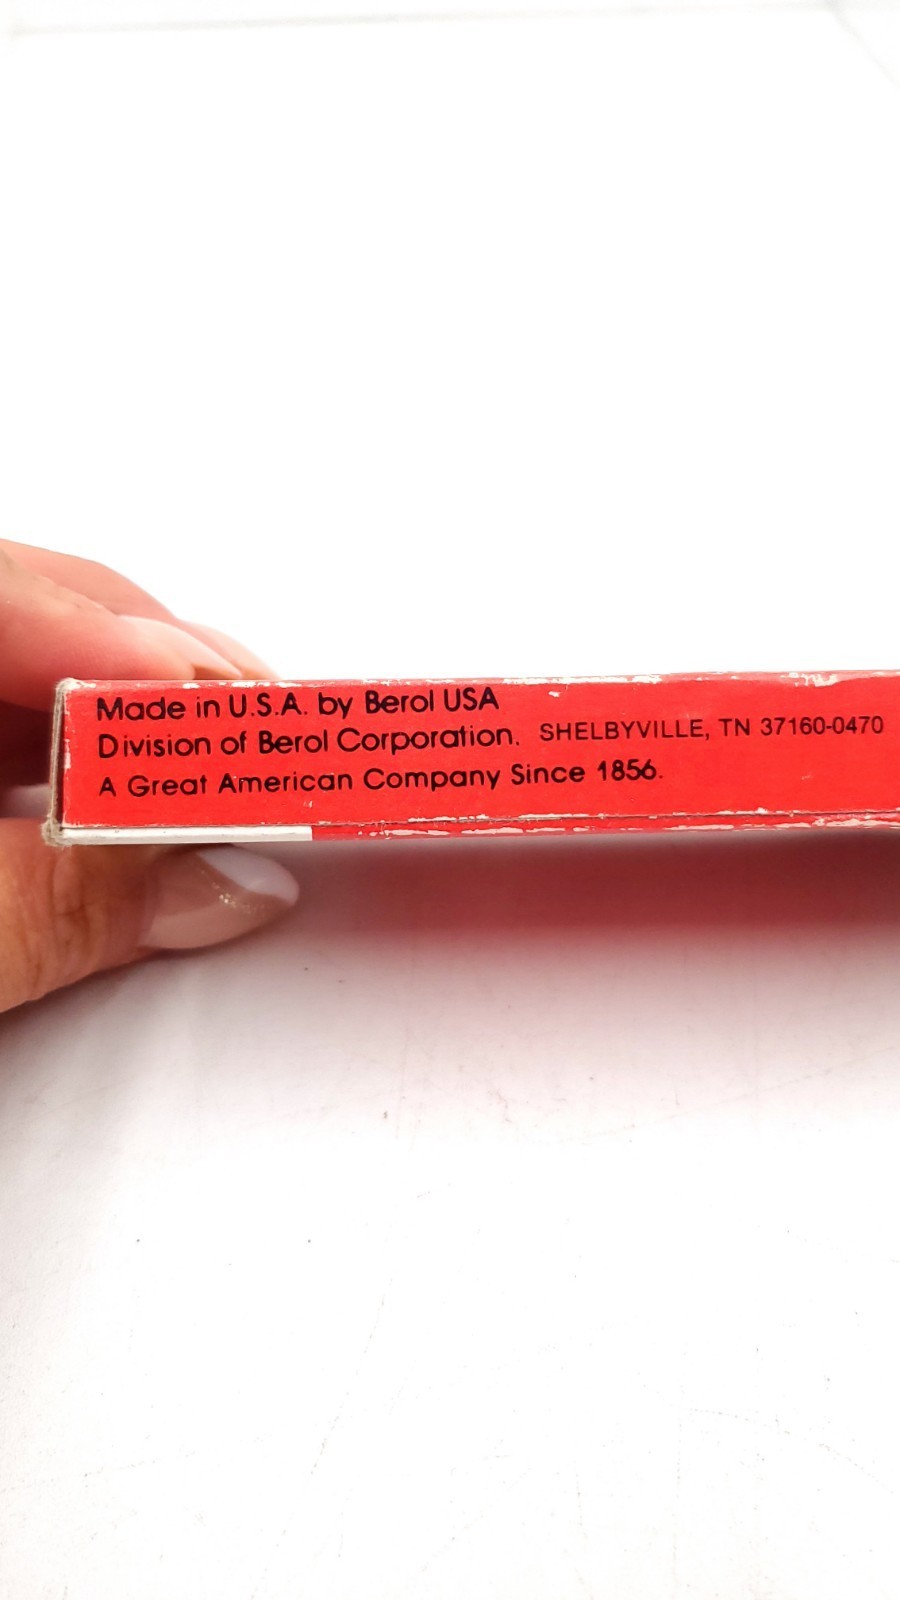 Made in U.S.A. by Berol USA
Division of Berol Corporation. SHELBYVILLE, TN 37160-0470
A Great American Company Since 1856.